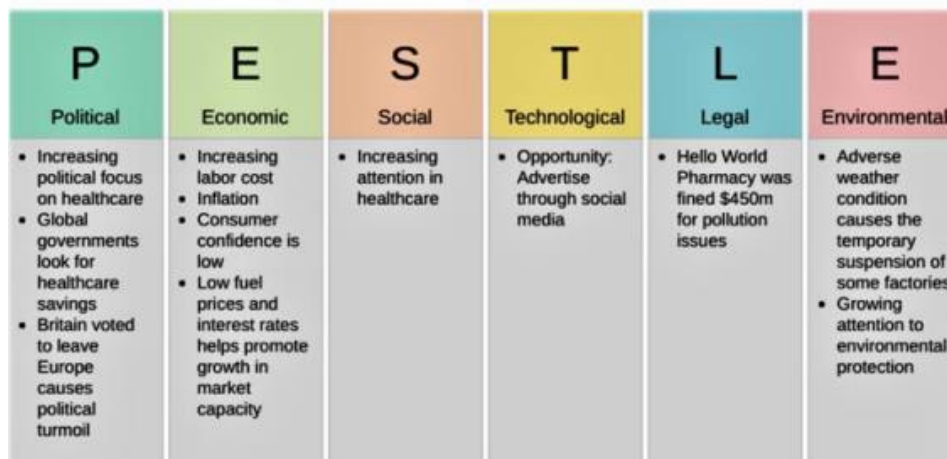 P
Political
• Increasing
political focus
on healthcare
• Global
governments
look for
healthcare
savings
• Britain voted
to leave
Europe
causes
political
turmoil
E
Economic
• Increasing
labor cost
• Inflation
• Consumer
confidence is
low
• Low fuel
prices and
interest rates
helps promote
growth in
market
capacity
S
Social
• Increasing
attention in
healthcare
T
Technological
• Opportunity:
Advertise
through social
media
L
Legal
• Hello World
Pharmacy was
fined $450m
for pollution
issues
E
Environmental
• Adverse
weather
condition
causes the
temporary
suspension of
some factories
• Growing
attention to
environmental
protection